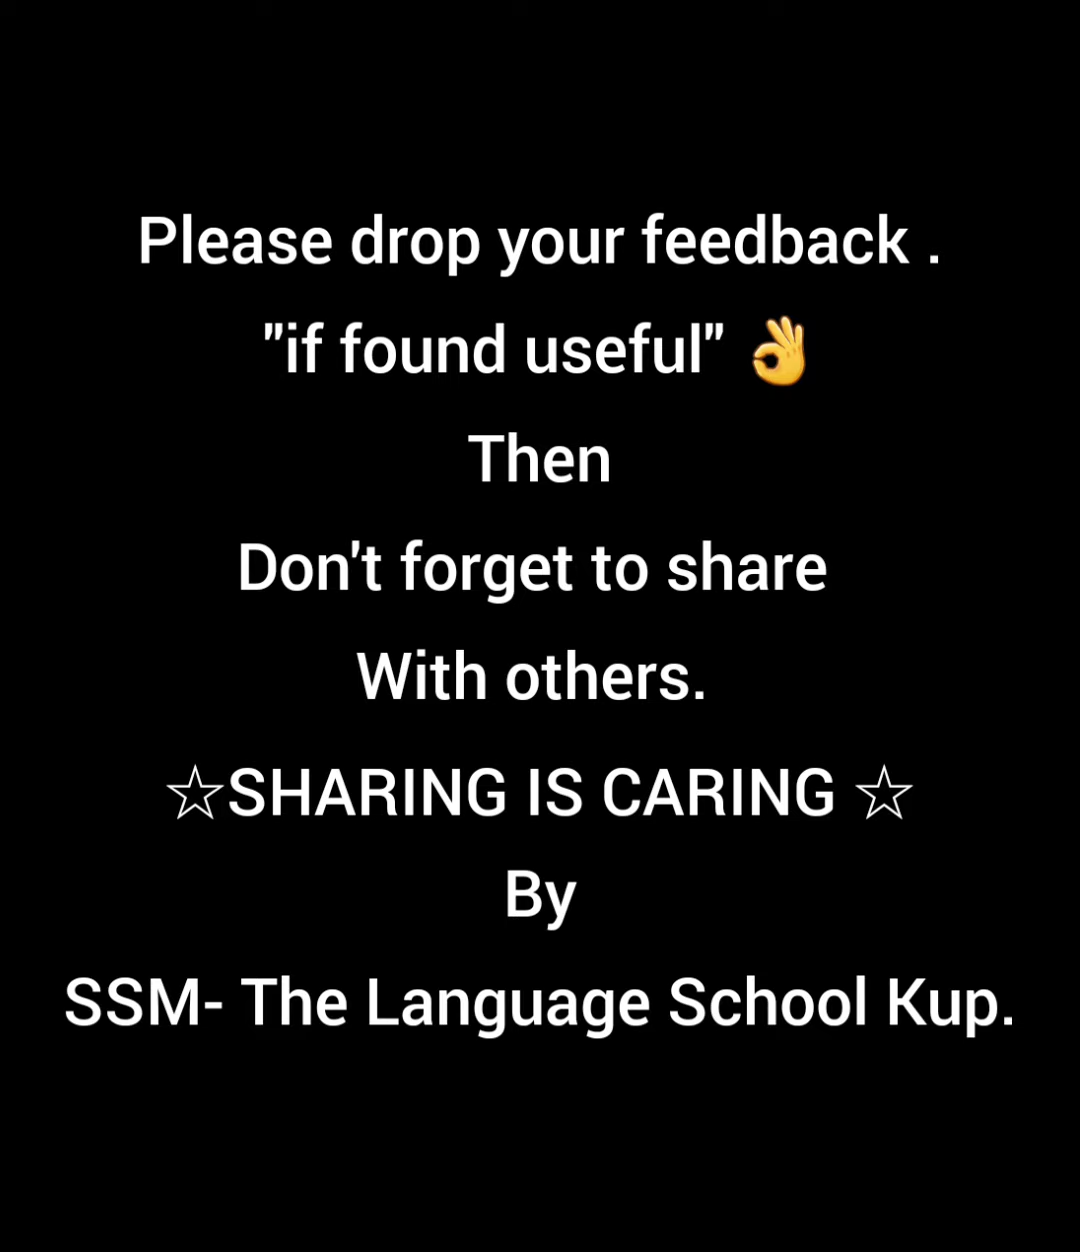 Please drop your feedback .
"if found useful" 👌
Then
Don't forget to share
With others.
☆SHARING IS CARING ☆
By
SSM- The Language School Kup.